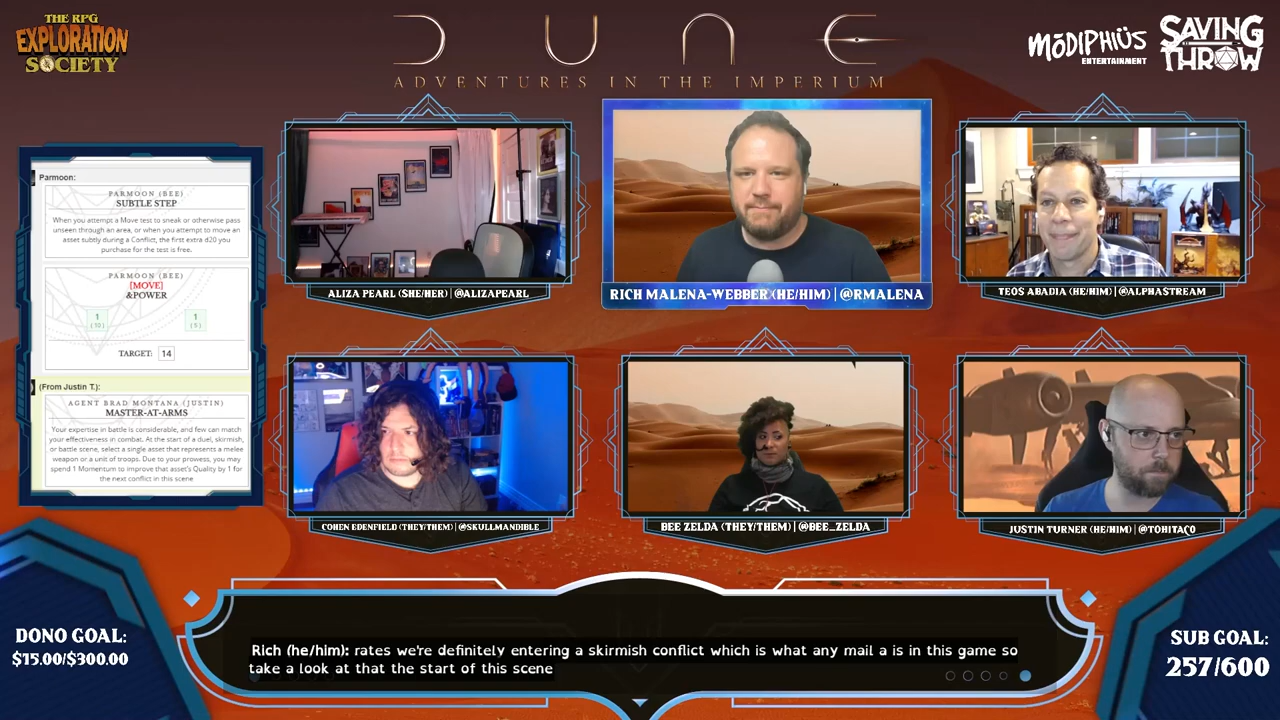 THE RPG
EXPLORATION
SOCIETY
DUNE
ADVENTURES IN THE IMPERIUM
MŌDIPHIÜS
ENTERTAINMENT
SAVING
THROW
Parmoon:
PARMOON (BEE)
SUBTLE STEP
When you attempt a Move test to sneak or otherwise pass
unseen through an area, or when you attempt to move an
asset subtly during a Conflict, the first extra d20 you
purchase for the test is free.
PARMOON (BEE)
[MOVE]
&POWER
1 1
(10) (5)
TARGET: 14
(From Justin T.):
AGENT BRAD MONTANA (JUSTIN)
MASTER-AT-ARMS
Your expertise in battle is considerable, and few can match
your effectiveness in combat. At the start of a duel, skirmish,
or battle scene, select a single asset that represents a melee
weapon or a unit of troops. Due to your prowess, you may
spend 1 Momentum to improve that asset's Quality by 1 for
the next conflict in this scene
ALIZA PEARL (SHE/HER) | @ALIZAPEARL
RICH MALENA-WEBBER (HE/HIM) | @RMALENA
TEOS ABADIA (HE/HIM) | @ALPHASTREAM
COHEN EDENFIELD (THEY/THEM) | @SKULLMANDIBLE
BEE ZELDA (THEY/THEM) | @BEE_ZELDA
JUSTIN TURNER (HE/HIM) | @TOHITACO
DONO GOAL:
$15.00/$300.00
Rich (he/him): rates we're definitely entering a skirmish conflict which is what any mail a is in this game so
take a look at that the start of this scene
SUB GOAL:
257/600